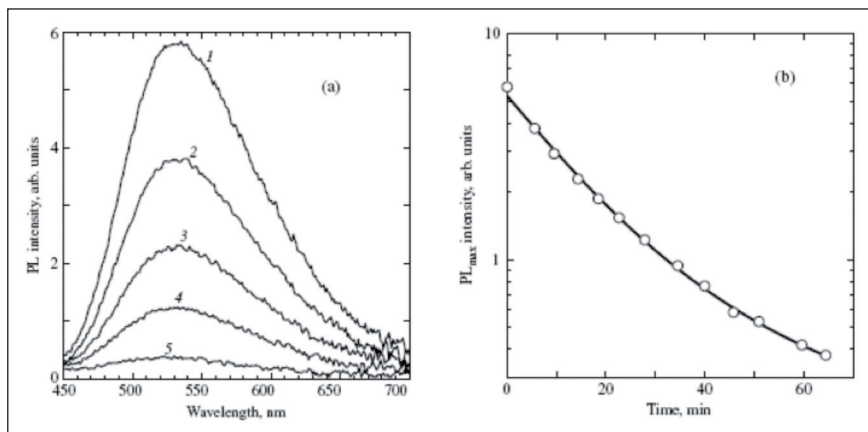 (a)
PL intensity, arb. units
6
4
2
0
1
2
3
4
5
450 500 550 600 650 700
Wavelength, nm
(b)
PLmax intensity, arb. units
10
1
0 20 40 60
Time, min